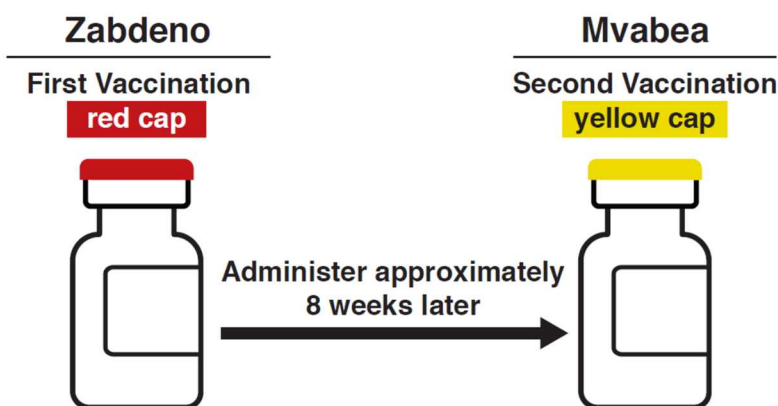 Zabdeno
First Vaccination
red cap
Mvabea
Second Vaccination
yellow cap
Administer approximately
8 weeks later